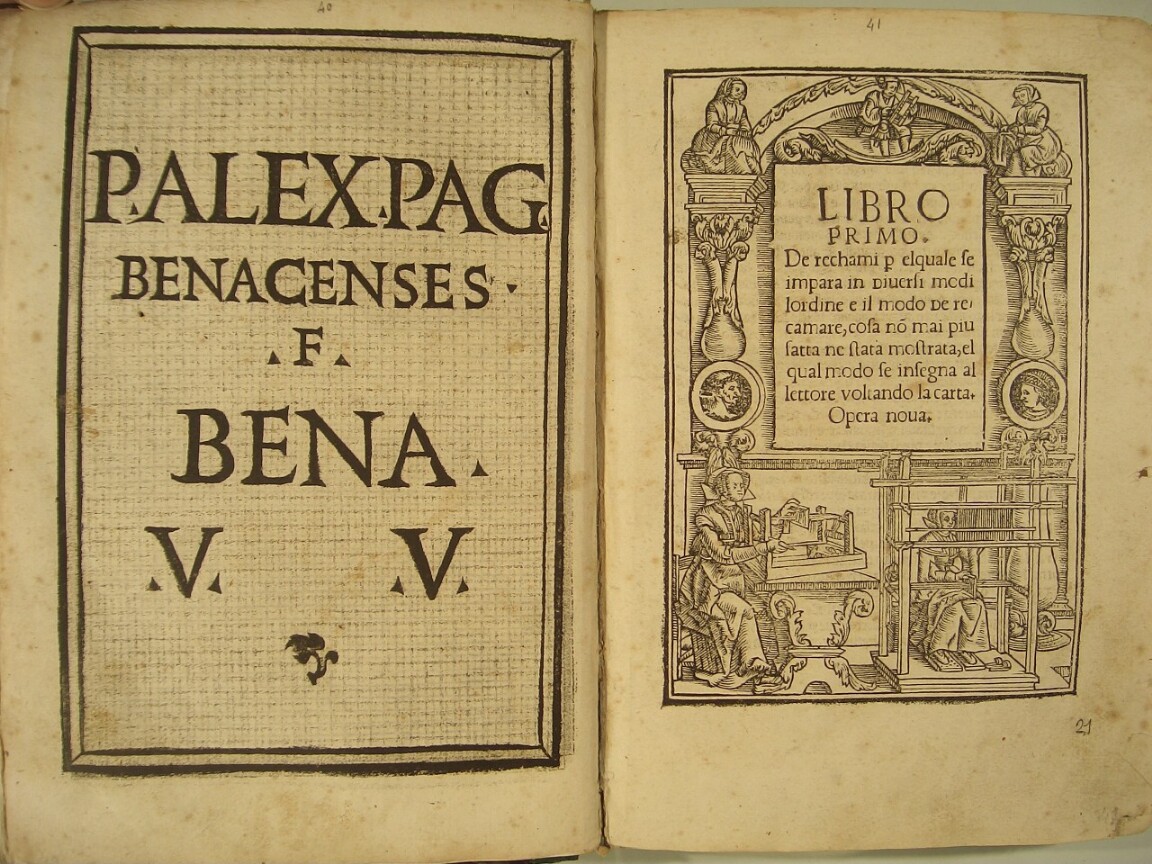 40
P.ALEX.PAG.
BENACENSES.
.F.
BENA.
.V. .V.
41
LIBRO
PRIMO.
De rechami p elquale se
impara in diuersi modi
lordine e il modo de re,
camare, cosa nõ mai piu
fatta ne stata mostrata, el
qual modo se insegna al
lettore voltando la carta.
Opera noua.
21